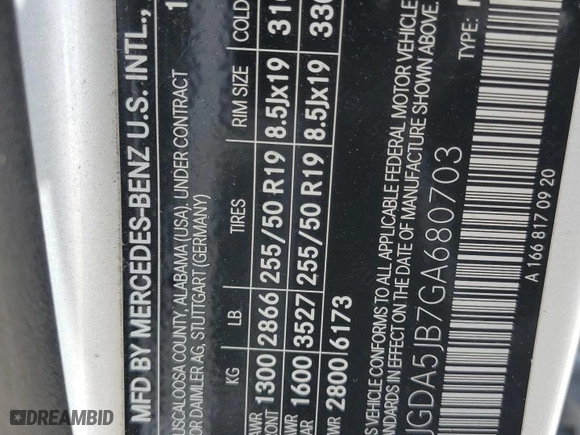 MFD BY MERCEDES-BENZ U.S. INTL.,
TUSCALOOSA COUNTY, ALABAMA (USA), UNDER CONTRACT
OR DAIMLER AG, STUTTGART (GERMANY)
KG LB TIRES RIM SIZE COLD
1300 2866 255/50 R19 8.5Jx19
1600 3527 255/50 R19 8.5Jx19
2800 6173
VEHICLE CONFORMS TO ALL APPLICABLE FEDERAL MOTOR VEHICLE
IN EFFECT ON THE DATE OF MANUFACTURE SHOWN ABOVE.
JGDA5JB7GA680703 TYPE:
A 166 817 09 20
DREAMBID